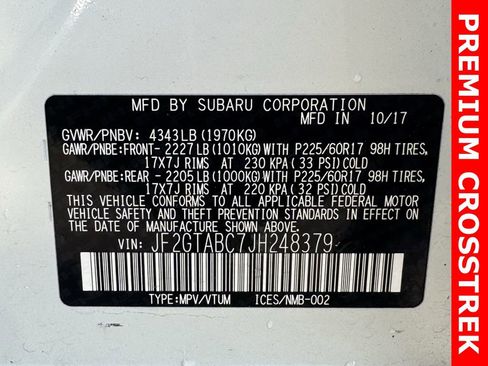 MFD BY SUBARU CORPORATION
MFD IN 10/17
GVWR/PNBV: 4343LB(1970KG)
GAWR/PNBE:FRONT- 2227LB(1010KG)WITH P225/60R17 98H TIRES,
17X7J RIMS AT 230 KPA(33 PSI)COLD
GAWR/PNBE:REAR - 2205LB(1000KG)WITH P225/60R17 98H TIRES,
17X7J RIMS AT 220 KPA(32 PSI)COLD
THIS VEHICLE CONFORMS TO ALL APPLICABLE FEDERAL MOTOR
VEHICLE SAFETY AND THEFT PREVENTION STANDARDS IN EFFECT
ON THE DATE OF MANUFACTURE SHOWN ABOVE.
VIN: JF2GTABC7JH248379
TYPE:MPV/VTUM ICES/NMB-002
PREMIUM CROSSTREK